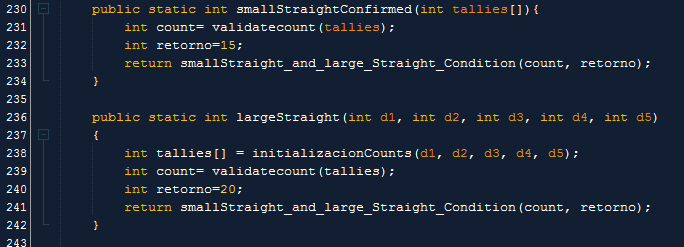 230 public static int smallStraightConfirmed(int tallies[]){
231 int count= validatecount(tallies);
232 int retorno=15;
233 return smallStraight_and_large_Straight_Condition(count, retorno);
234 }
235
236 public static int largeStraight(int d1, int d2, int d3, int d4, int d5)
237 {
238 int tallies[] = initializacionCounts(d1, d2, d3, d4, d5);
239 int count= validatecount(tallies);
240 int retorno=20;
241 return smallStraight_and_large_Straight_Condition(count, retorno);
242 }
243